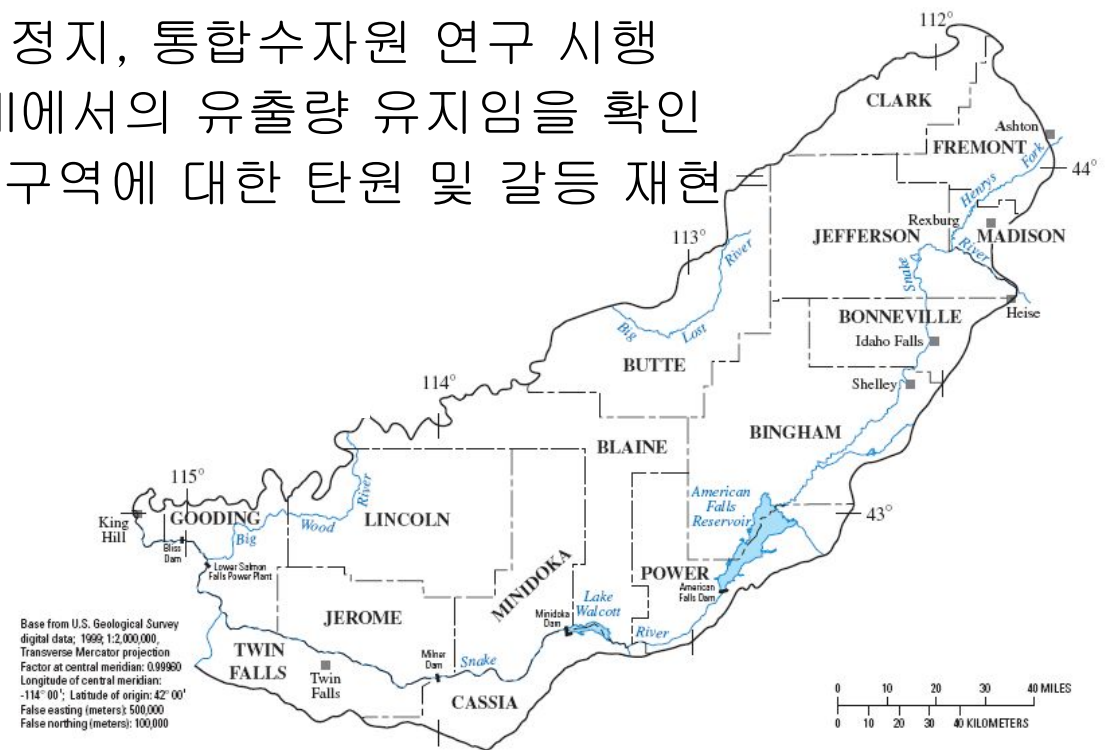 정지, 통합수자원 연구 시행
에서의 유출량 유지임을 확인
구역에 대한 탄원 및 갈등 재현
112°
CLARK
Ashton
FREMONT
44°
Henrys Fork
Rexburg
JEFFERSON
MADISON
River
113°
River
Snake
Heise
BONNEVILLE
Big
Lost
Idaho Falls
BUTTE
114°
Shelley
BLAINE
BINGHAM
115°
American
Falls
Reservoir
River
King
Hill
GOODING
Wood
LINCOLN
43°
Big
Bliss
Dam
Lower Salmon
Falls Power Plant
MINIDOKA
POWER
American
Falls Dam
Lake
Walcott
JEROME
Minidoka
Dam
River
Base from U.S. Geological Survey
digital data; 1999; 1:2,000,000,
Transverse Mercator projection
Factor at central meridian: 0.99960
Longitude of central meridian:
-114° 00'; Latitude of origin: 42° 00'
False easting (meters): 500,000
False northing (meters): 100,000
TWIN
FALLS
Twin
Falls
Milner
Dam
Snake
CASSIA
0 10 20 30 40 MILES
0 10 20 30 40 KILOMETERS